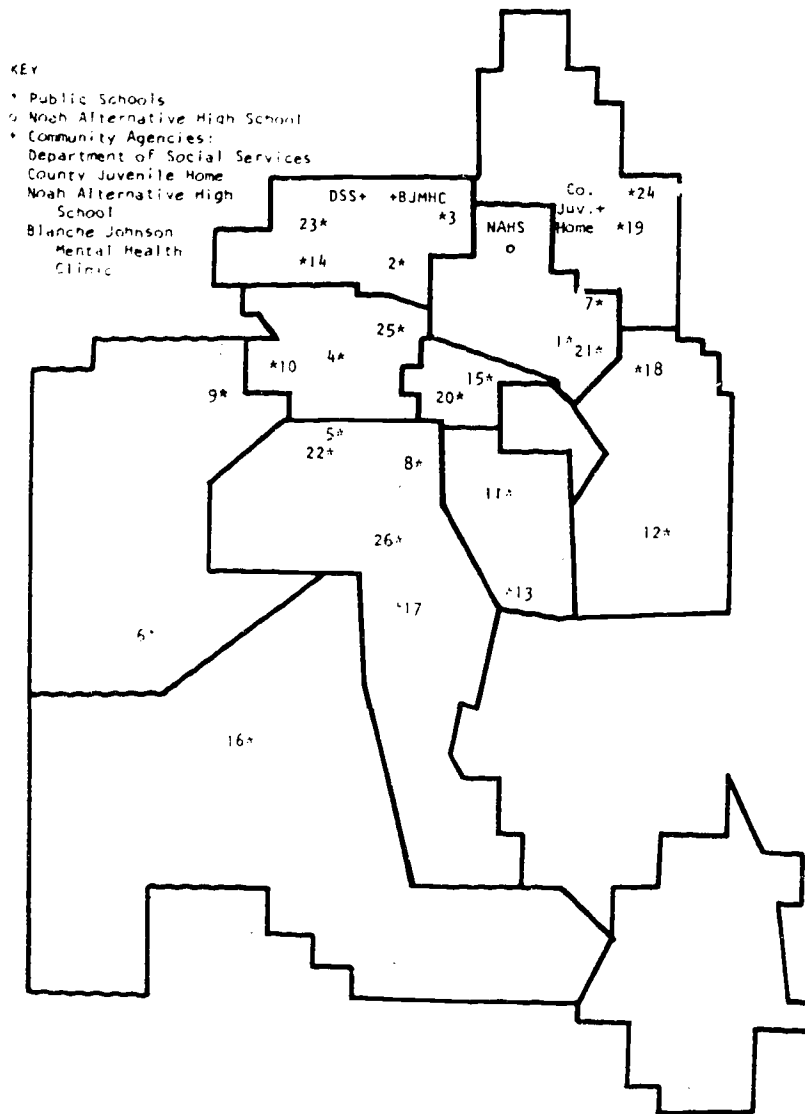 KEY
* Public Schools
o Noah Alternative High School
+ Community Agencies:
Department of Social Services
County Juvenile Home
Noah Alternative High
School
Blanche Johnson
Mental Health
Clinic
DSS+ +BJMHC
*3
23*
*14
2*
NAHS
o
Co.
Juv.+
Home
*24
*19
7*
1*
21*
*18
25*
4*
*10
9*
15*
20*
5*
22*
8*
11*
26*
12*
*13
*17
6*
16*